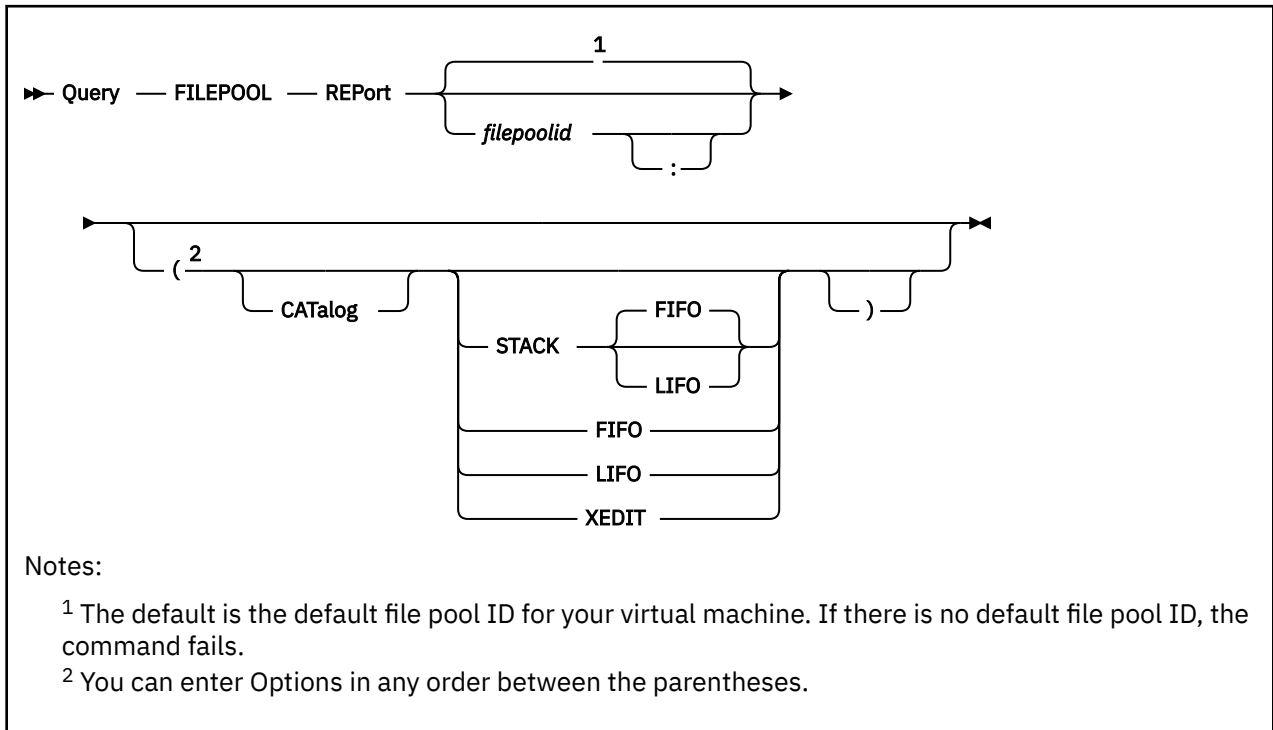 1
Query FILEPOOL REPort
filepoolid
:
( 2
CATalog
FIFO
STACK
LIFO
)
FIFO
LIFO
XEDIT
Notes:
1 The default is the default file pool ID for your virtual machine. If there is no default file pool ID, the
command fails.
2 You can enter Options in any order between the parentheses.